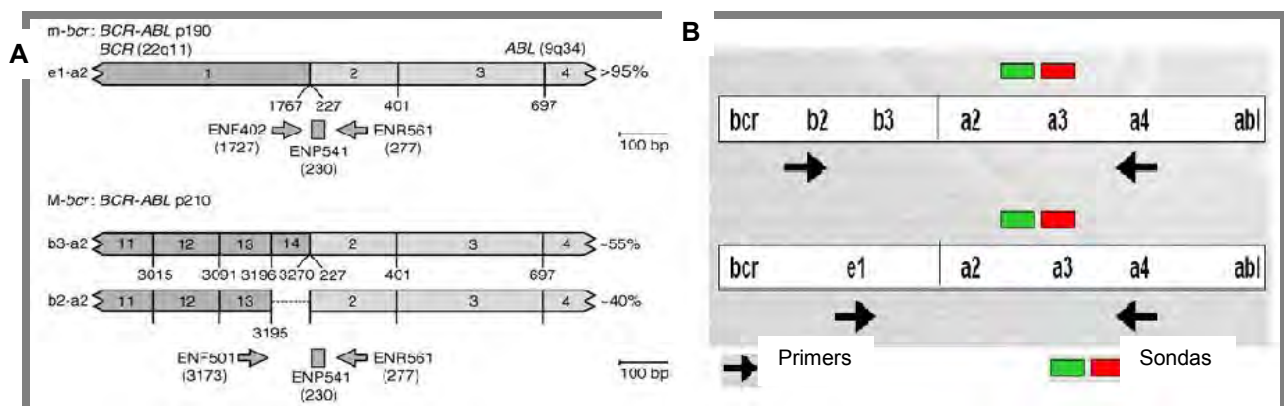 A
m-bcr: BCR-ABL p190
BCR (22q11) ABL (9q34)
e1-a2 1 2 3 4 >95%
1767 227 401 697
ENF402 ENR561
(1727) (277)
ENP541
(230)
100 bp
M-bcr: BCR-ABL p210
b3-a2 11 12 13 14 2 3 4 ~55%
3015 3091 3196 3270 227 401 697
b2-a2 11 12 13 2 3 4 ~40%
3195
ENF501 ENR561
(3173) (277)
ENP541
(230)
100 bp
B
bcr b2 b3 a2 a3 a4 abl
bcr e1 a2 a3 a4 abl
Primers Sondas